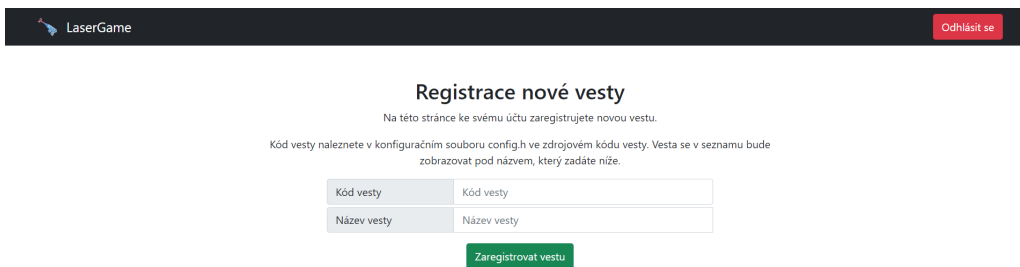 LaserGame
Odhlásit se
Registrace nové vesty
Na této stránce ke svému účtu zaregistrujete novou vestu.
Kód vesty naleznete v konfiguračním souboru config.h ve zdrojovém kódu vesty. Vesta se v seznamu bude
zobrazovat pod názvem, který zadáte níže.
Kód vesty
Kód vesty
Název vesty
Název vesty
Zaregistrovat vestu